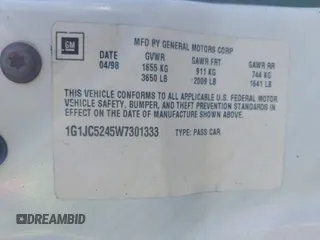 GM
MFD BY GENERAL MOTORS CORP
DATE GVWR GAWR FRT GAWR RR
04/98 1655 KG 911 KG 744 KG
3650 LB 2009 LB 1641 LB
THIS VEHICLE CONFORMS TO ALL APPLICABLE U.S. FEDERAL MOTOR
VEHICLE SAFETY, BUMPER, AND THEFT PREVENTION STANDARDS IN
EFFECT ON THE DATE OF MANUFACTURE SHOWN ABOVE.
1G1JC5245W7301333 TYPE: PASS CAR
DREAMBID